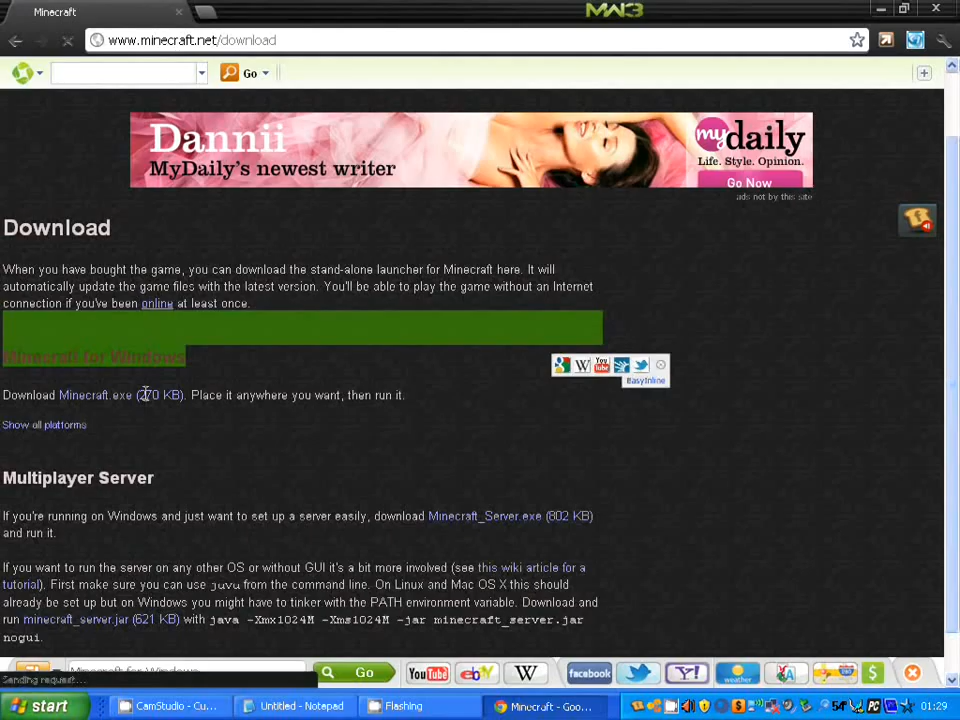 Minecraft
MW3
www.minecraft.net/download
Go
Dannii
MyDaily's newest writer
my daily
Life. Style. Opinion.
Go Now
ads not by this site
Download
When you have bought the game, you can download the stand-alone launcher for Minecraft here. It will
automatically update the game files with the latest version. You'll be able to play the game without an Internet
connection if you've been online at least once.
Minecraft for Windows
You Tube
EasyInline
Download Minecraft.exe (270 KB). Place it anywhere you want, then run it.
Show all platforms
Multiplayer Server
If you're running on Windows and just want to set up a server easily, download Minecraft_Server.exe (802 KB)
and run it.
If you want to run the server on any other OS or without GUI it's a bit more involved (see this wiki article for a
tutorial). First make sure you can use java from the command line. On Linux and Mac OS X this should
already be set up but on Windows you might have to tinker with the PATH environment variable. Download and
run minecraft_server.jar (621 KB) with java -Xmx1024M -Xms1024M -jar minecraft_server.jar
nogui.
Minecraft for Windows
Go
YouTube
ebY
W
facebook
Y!
weather
$
Sending request...
start
CamStudio - Cu...
Untitled - Notepad
Flashing
Minecraft - Goo...
54°
PC
01:29